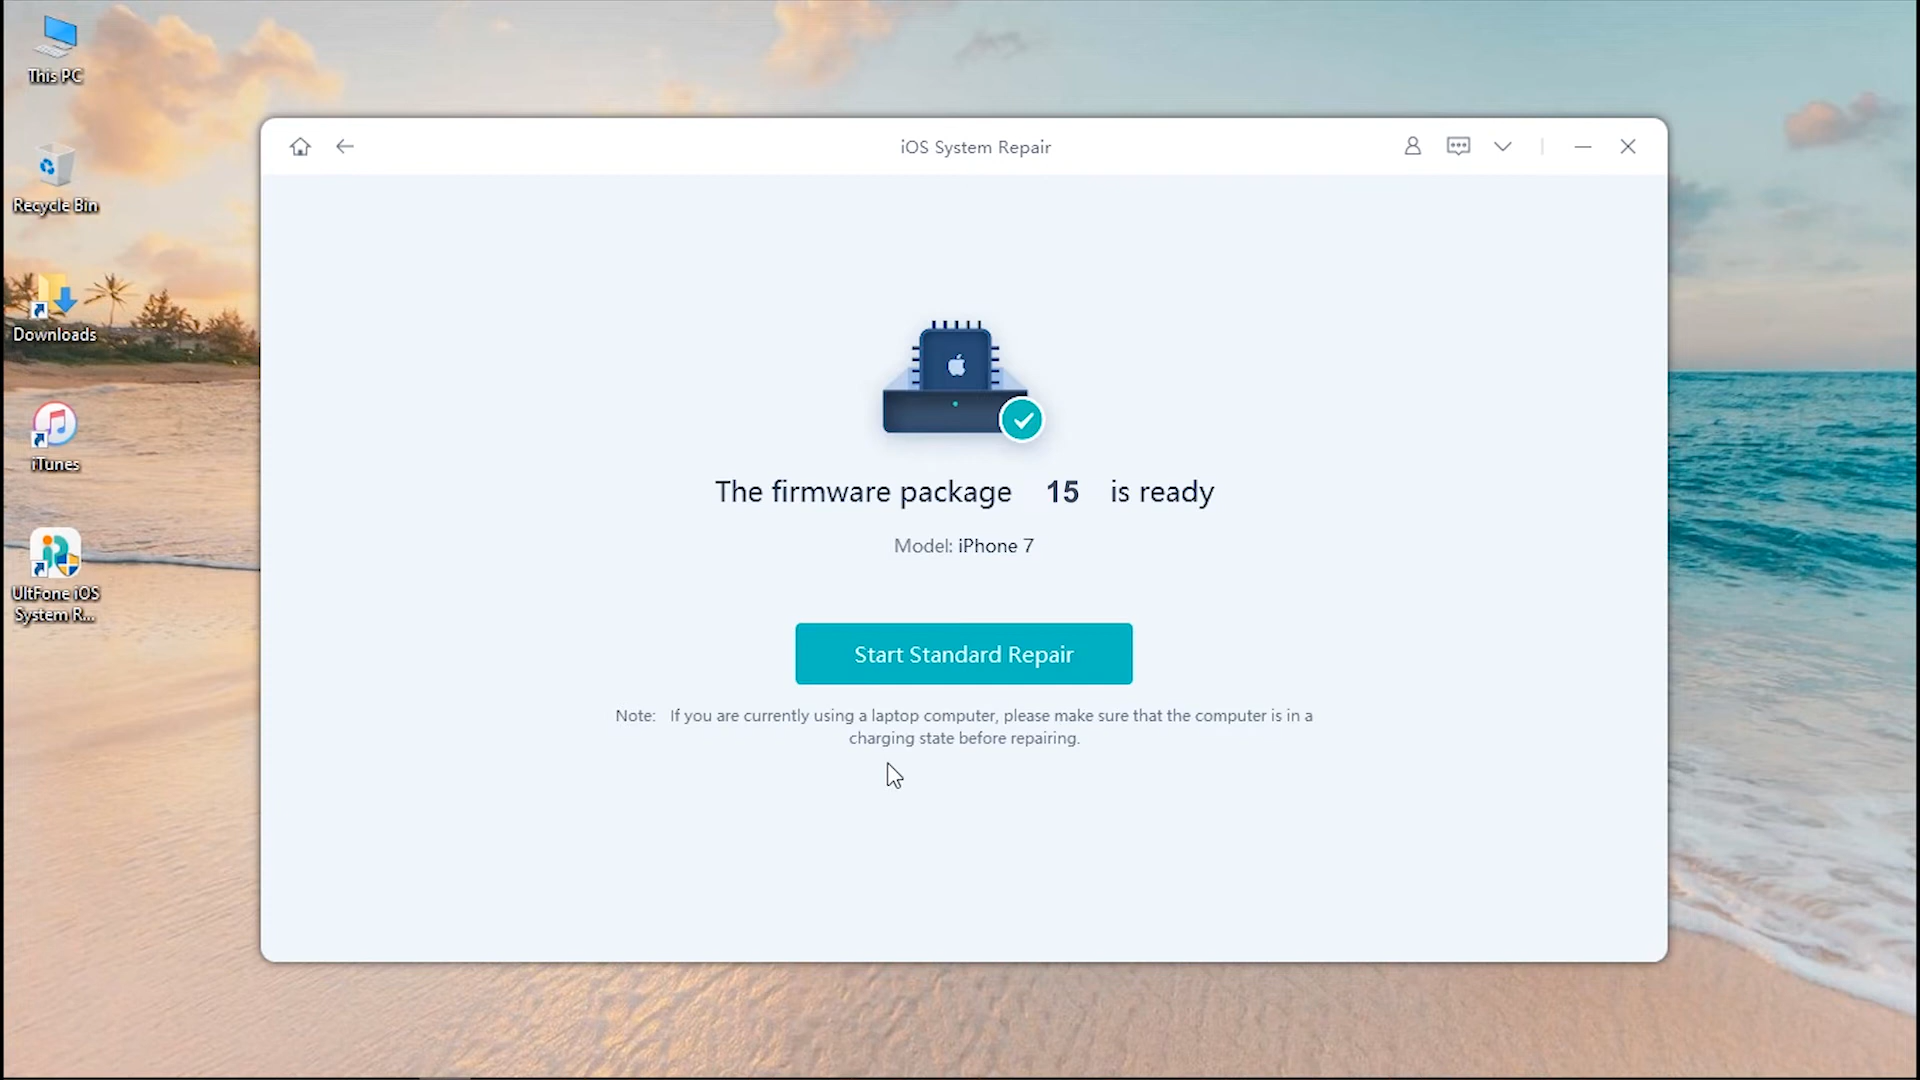 This PC
Recycle Bin
Downloads
iTunes
UltFone iOS
System R...
iOS System Repair
The firmware package 15 is ready
Model: iPhone 7
Start Standard Repair
Note: If you are currently using a laptop computer, please make sure that the computer is in a
charging state before repairing.